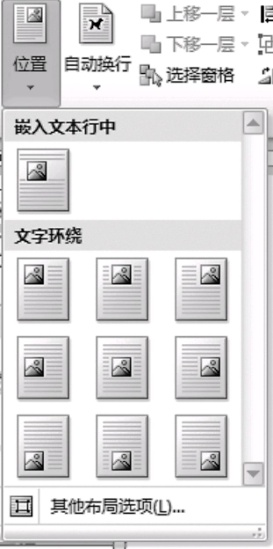 上移一层
下移一层
位置 自动换行 选择窗格
嵌入文本行中
文字环绕
其他布局选项(L)...